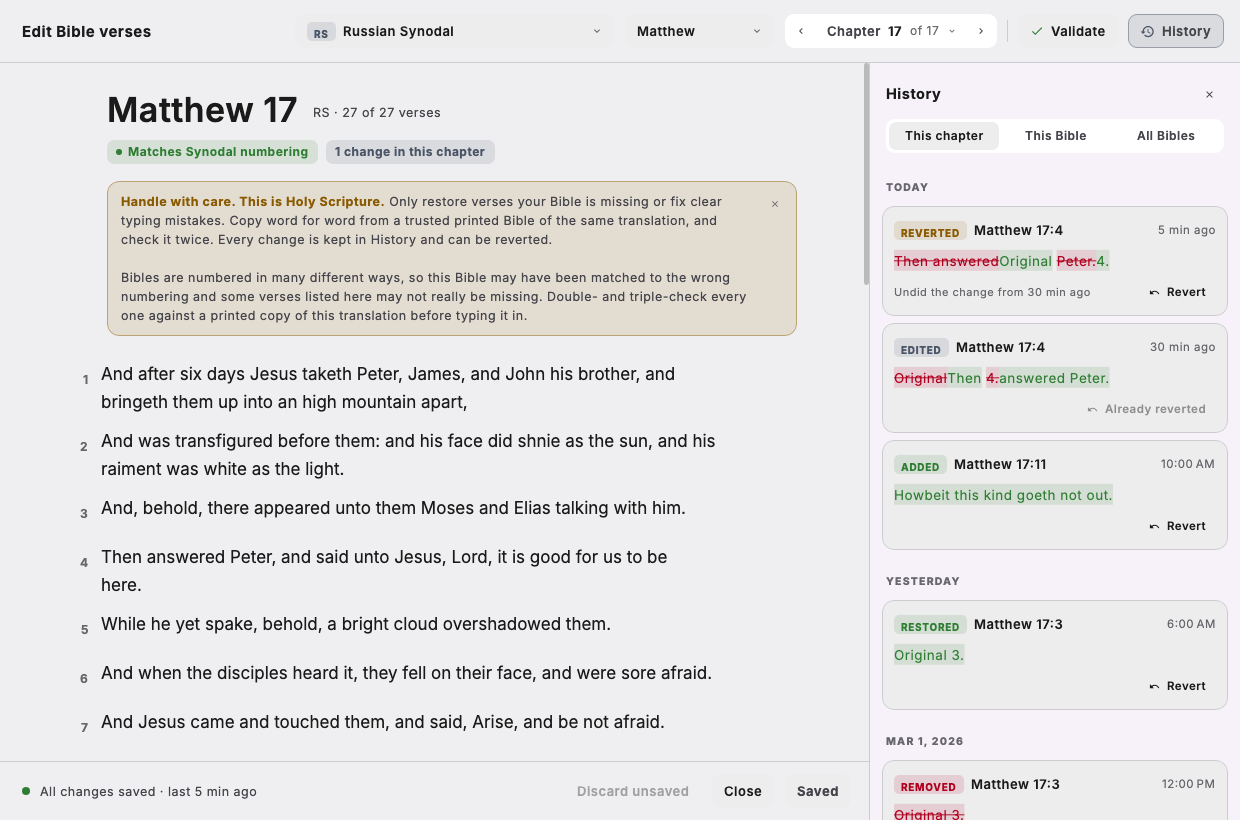 Edit Bible verses
RS Russian Synodal
Matthew
Chapter 17 of 17
Validate
History
Matthew 17 RS · 27 of 27 verses
Matches Synodal numbering
1 change in this chapter
Handle with care. This is Holy Scripture. Only restore verses your Bible is missing or fix clear
typing mistakes. Copy word for word from a trusted printed Bible of the same translation, and
check it twice. Every change is kept in History and can be reverted.
Bibles are numbered in many different ways, so this Bible may have been matched to the wrong
numbering and some verses listed here may not really be missing. Double- and triple-check every
one against a printed copy of this translation before typing it in.
1 And after six days Jesus taketh Peter, James, and John his brother, and
bringeth them up into an high mountain apart,
2 And was transfigured before them: and his face did shnie as the sun, and his
raiment was white as the light.
3 And, behold, there appeared unto them Moses and Elias talking with him.
4 Then answered Peter, and said unto Jesus, Lord, it is good for us to be
here.
5 While he yet spake, behold, a bright cloud overshadowed them.
6 And when the disciples heard it, they fell on their face, and were sore afraid.
7 And Jesus came and touched them, and said, Arise, and be not afraid.
All changes saved · last 5 min ago
Discard unsaved
Close
Saved
History
This chapter
This Bible
All Bibles
TODAY
REVERTED Matthew 17:4 5 min ago
Then answeredOriginal Peter.4.
Undid the change from 30 min ago Revert
EDITED Matthew 17:4 30 min ago
OriginalThen 4.answered Peter.
Already reverted
ADDED Matthew 17:11 10:00 AM
Howbeit this kind goeth not out.
Revert
YESTERDAY
RESTORED Matthew 17:3 6:00 AM
Original 3.
Revert
MAR 1, 2026
REMOVED Matthew 17:3 12:00 PM
Original 3.